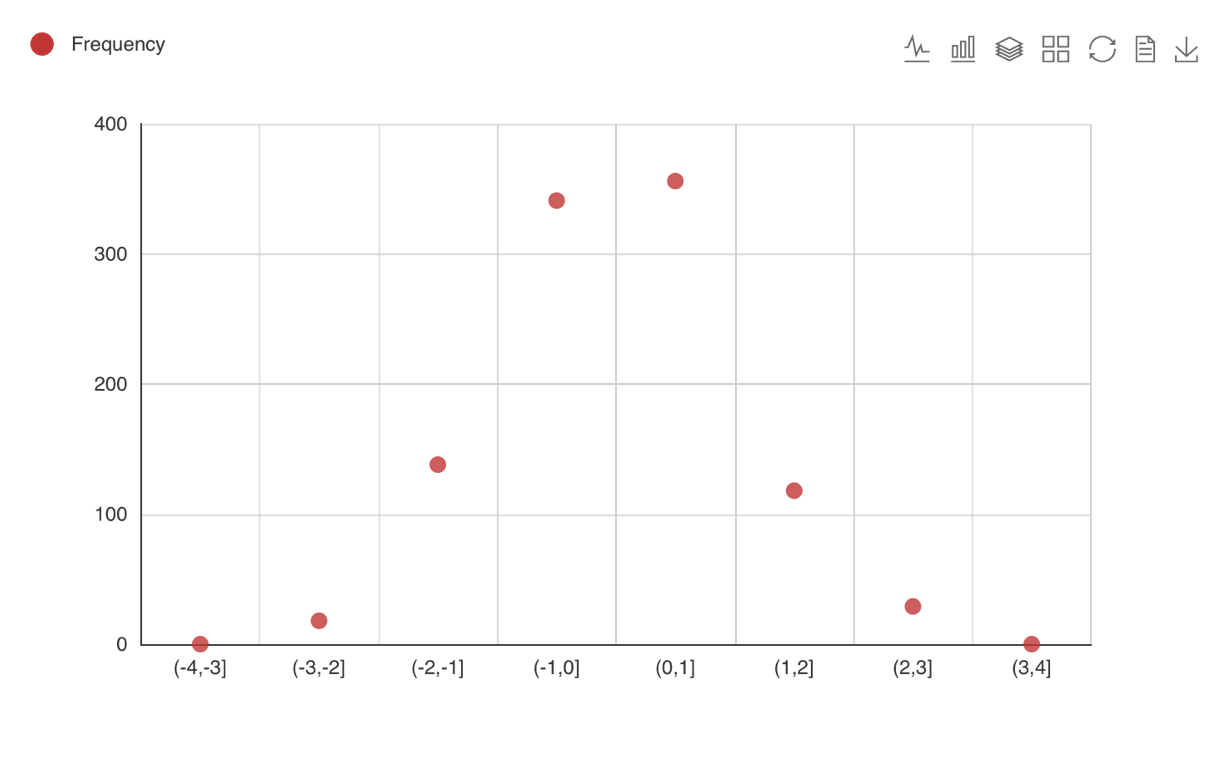 Frequency
400
300
200
100
0
(-4,-3] (-3,-2] (-2,-1] (-1,0] (0,1] (1,2] (2,3] (3,4]